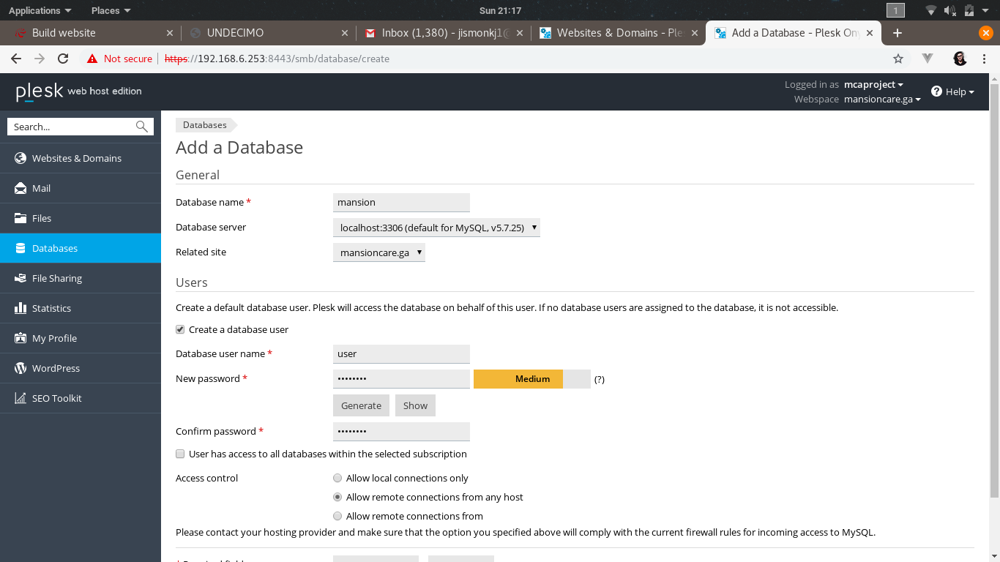 Applications Places Sun 21:17 1
Build website UNDECIMO Inbox (1,380) - jismonkj1@ Websites & Domains - Ple Add a Database - Plesk Ony
Not secure https://192.168.6.253:8443/smb/database/create
plesk web host edition
Logged in as mcaproject
Webspace mansioncare.ga
Help
Search...
Websites & Domains
Mail
Files
Databases
File Sharing
Statistics
My Profile
WordPress
SEO Toolkit
Databases
Add a Database
General
Database name * mansion
Database server localhost:3306 (default for MySQL, v5.7.25)
Related site mansioncare.ga
Users
Create a default database user. Plesk will access the database on behalf of this user. If no database users are assigned to the database, it is not accessible.
Create a database user
Database user name * user
New password * •••••••• Medium (?)
Generate Show
Confirm password * ••••••••
User has access to all databases within the selected subscription
Access control Allow local connections only
Allow remote connections from any host
Allow remote connections from
Please contact your hosting provider and make sure that the option you specified above will comply with the current firewall rules for incoming access to MySQL.